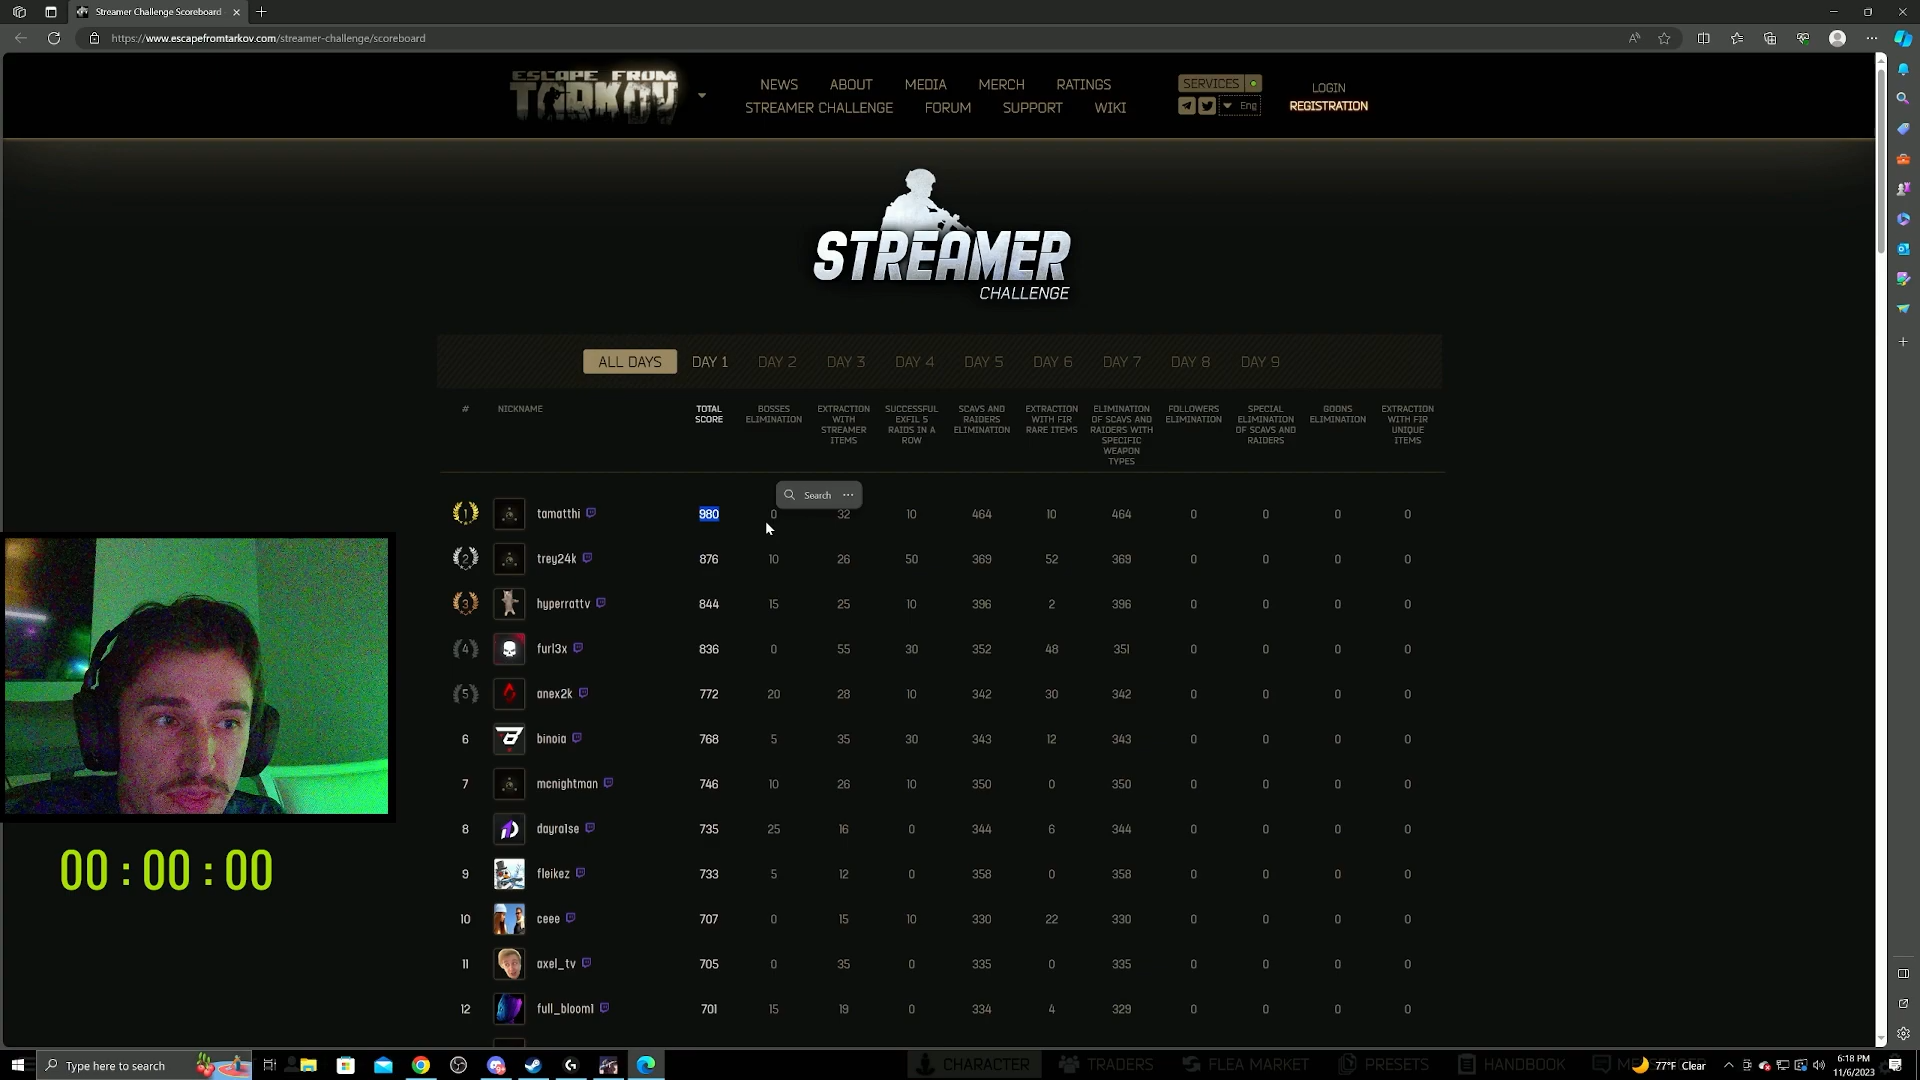 Streamer Challenge Scoreboard
https://www.escapefromtarkov.com/streamer-challenge/scoreboard
ESCAPE FROM
TARKOV
NEWS ABOUT MEDIA MERCH RATINGS
STREAMER CHALLENGE FORUM SUPPORT WIKI
SERVICES
Eng
LOGIN
REGISTRATION
STREAMER
CHALLENGE
ALL DAYS DAY 1 DAY 2 DAY 3 DAY 4 DAY 5 DAY 6 DAY 7 DAY 8 DAY 9
# NICKNAME
TOTAL
SCORE
BOSSES
ELIMINATION
EXTRACTION
WITH
STREAMER
ITEMS
SUCCESSFUL
EXFIL 5
RAIDS IN A
ROW
SCAVS AND
RAIDERS
ELIMINATION
EXTRACTION
WITH FIR
RARE ITEMS
ELIMINATION
OF SCAVS AND
RAIDERS WITH
SPECIFIC
WEAPON
TYPES
FOLLOWERS
ELIMINATION
SPECIAL
ELIMINATION
OF SCAVS AND
RAIDERS
GOONS
ELIMINATION
EXTRACTION
WITH FIR
UNIQUE
ITEMS
Search ...
1 tamatthi 980 0 32 10 464 10 464 0 0 0 0
2 trey24k 876 10 26 50 369 52 369 0 0 0 0
3 hyperrattv 844 15 25 10 396 2 396 0 0 0 0
4 furl3x 836 0 55 30 352 48 351 0 0 0 0
5 anex2k 772 20 28 10 342 30 342 0 0 0 0
6 binoia 768 5 35 30 343 12 343 0 0 0 0
7 mcnightman 746 10 26 10 350 0 350 0 0 0 0
8 dayra1se 735 25 16 0 344 6 344 0 0 0 0
9 fleikez 733 5 12 0 358 0 358 0 0 0 0
10 ceee 707 0 15 10 330 22 330 0 0 0 0
11 axel_tv 705 0 35 0 335 0 335 0 0 0 0
12 full_bloom1 701 15 19 0 334 4 329 0 0 0 0
00:00:00
Type here to search
CHARACTER TRADERS FLEA MARKET PRESETS HANDBOOK
77°F Clear
6:18 PM
11/6/2023